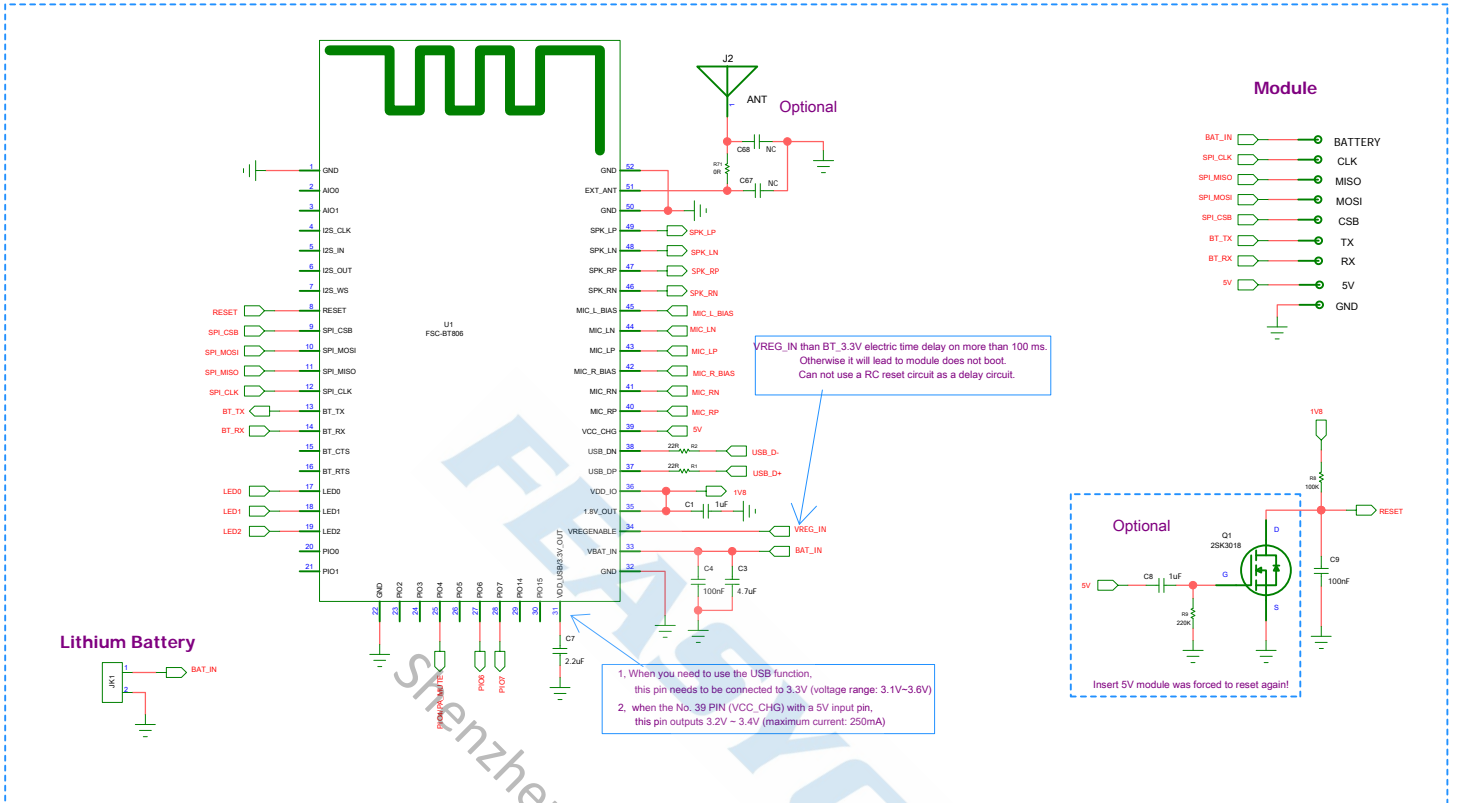 J2
ANT
Optional
C68
NC
R71
0R
C67
NC
1
Module
BAT_IN
BATTERY
SPI_CLK
CLK
SPI_MISO
MISO
SPI_MOSI
MOSI
SPI_CSB
CSB
BT_TX
TX
BT_RX
RX
5V
5V
GND
1 GND
2 AIO0
3 AIO1
4 I2S_CLK
5 I2S_IN
6 I2S_OUT
7 I2S_WS
RESET 8 RESET
SPI_CSB 9 SPI_CSB
SPI_MOSI 10 SPI_MOSI
SPI_MISO 11 SPI_MISO
SPI_CLK 12 SPI_CLK
BT_TX 13 BT_TX
BT_RX 14 BT_RX
15 BT_CTS
16 BT_RTS
LED0 17 LED0
LED1 18 LED1
LED2 19 LED2
20 PIO0
21 PIO1
U1
FSC-BT806
GND 52
EXT_ANT 51
GND 50
SPK_LP 49 SPK_LP
SPK_LN 48 SPK_LN
SPK_RP 47 SPK_RP
SPK_RN 46 SPK_RN
MIC_L_BIAS 45 MIC_L_BIAS
MIC_LN 44 MIC_LN
MIC_LP 43 MIC_LP
MIC_R_BIAS 42 MIC_R_BIAS
MIC_RN 41 MIC_RN
MIC_RP 40 MIC_RP
VCC_CHG 39 5V
USB_DN 38 22R R2 USB_D-
USB_DP 37 22R R1 USB_D+
VDD_IO 36 1V8
1.8V_OUT 35 C1 1uF
VREGENABLE 34 VREG_IN
VBAT_IN 33 BAT_IN
GND 32
C4
100nF
C3
4.7uF
22 GND
23 PIO2
24 PIO3
25 PIO4
26 PIO5
27 PIO6
28 PIO7
29 PIO14
30 PIO15
31 VDD_USB/3.3V_OUT
PIO6
PIO7
C7
2.2uF
VREG_IN than BT_3.3V electric time delay on more than 100 ms.
Otherwise it will lead to module does not boot.
Can not use a RC reset circuit as a delay circuit.
1, When you need to use the USB function,
this pin needs to be connected to 3.3V (voltage range: 3.1V~3.6V)
2, when the No. 39 PIN (VCC_CHG) with a 5V input pin,
this pin outputs 3.2V ~ 3.4V (maximum current: 250mA)
Lithium Battery
JK1
1
2
BAT_IN
1V8
R8
100K
RESET
C9
100nF
Optional
Q1
2SK3018
D
G
S
5V
C8
1uF
R9
220K
Insert 5V module was forced to reset again!
FEASYC
Shenzhe